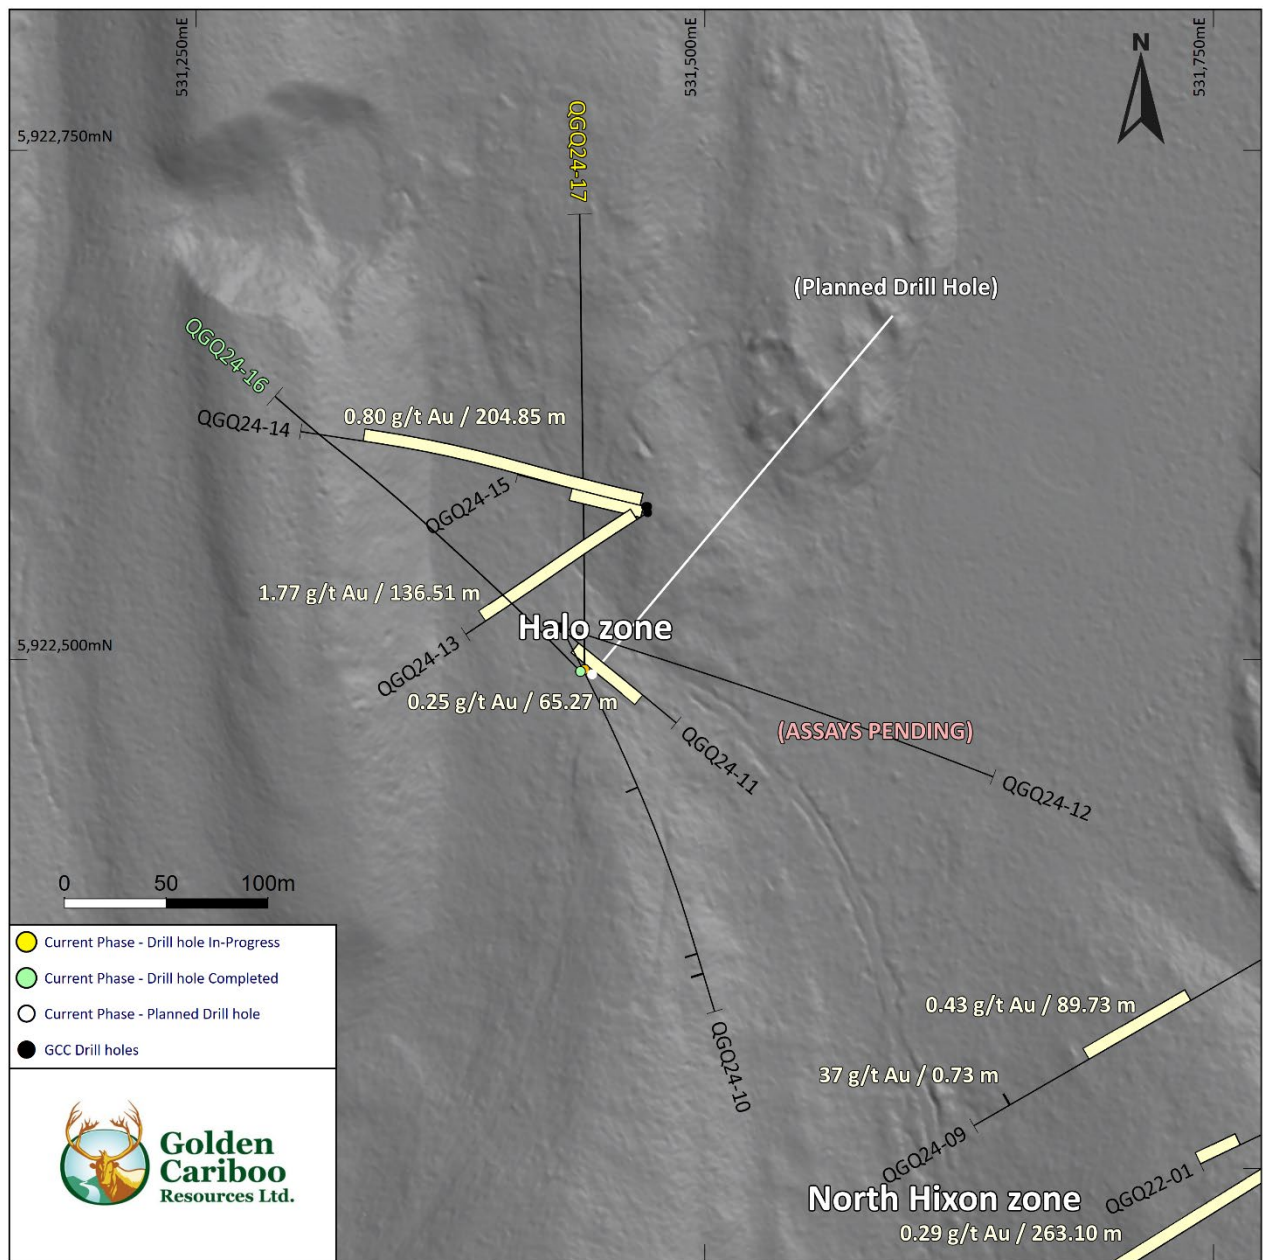 531,250mE
531,500mE
531,750mE
N
5,922,750mN
QGQ24-17
(Planned Drill Hole)
QGQ24-16
QGQ24-14
0.80 g/t Au / 204.85 m
QGQ24-15
1.77 g/t Au / 136.51 m
Halo zone
5,922,500mN
QGQ24-13
0.25 g/t Au / 65.27 m
(ASSAYS PENDING)
QGQ24-11
QGQ24-12
0 50 100m
Current Phase - Drill hole In-Progress
Current Phase - Drill hole Completed
Current Phase - Planned Drill hole
GCC Drill holes
0.43 g/t Au / 89.73 m
37 g/t Au / 0.73 m
QGQ24-10
QGQ24-09
QGQ22-01
North Hixon zone
0.29 g/t Au / 263.10 m
Golden
Cariboo
Resources Ltd.